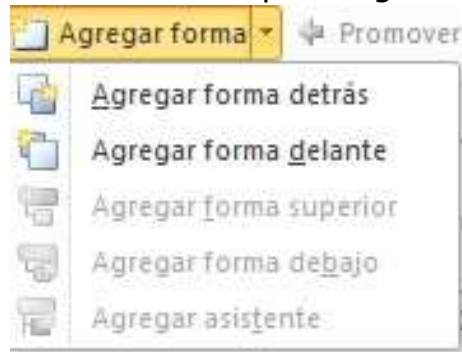 Agregar forma Promover
Agregar forma detrás
Agregar forma delante
Agregar forma superior
Agregar forma debajo
Agregar asistente